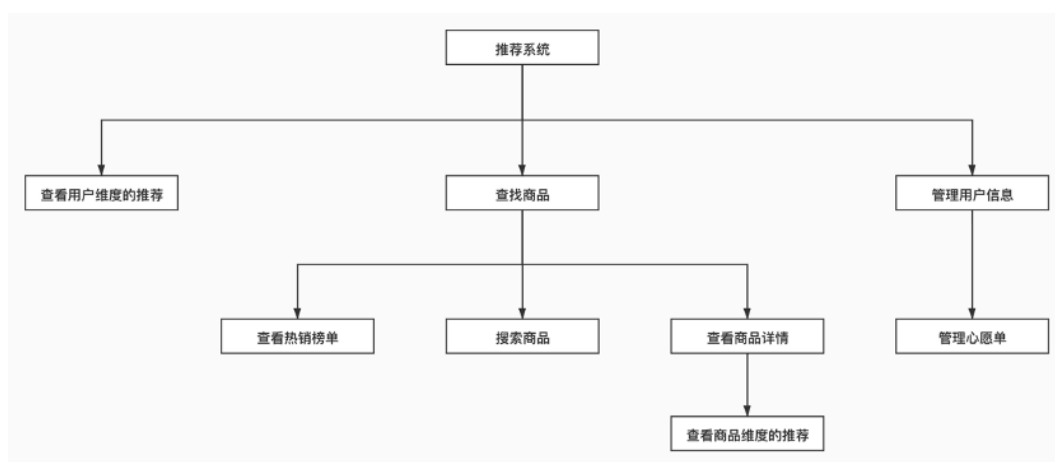 推荐系统
查看用户维度的推荐
查找商品
管理用户信息
查看热销榜单
搜索商品
查看商品详情
管理心愿单
查看商品维度的推荐